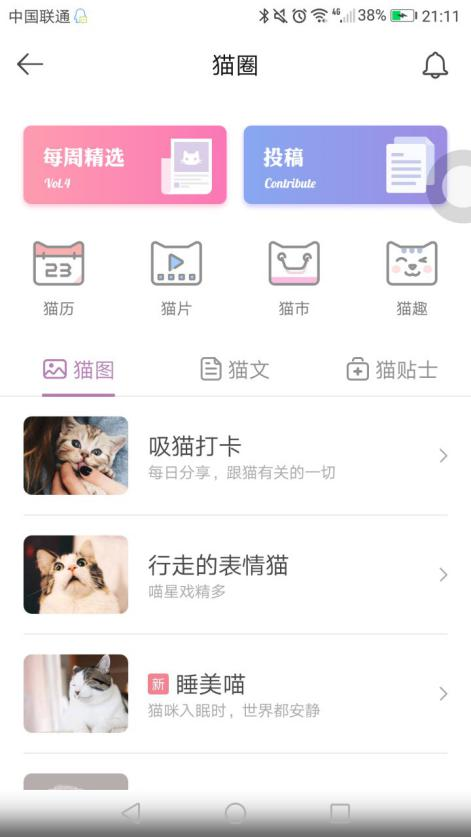 中国联通 4G 38% 21:11
猫圈
每周精选
Vol.4
投稿
Contribute
23
猫历 猫片 猫市 猫趣
猫图 猫文 猫贴士
吸猫打卡
每日分享，跟猫有关的一切
行走的表情猫
喵星戏精多
新 睡美喵
猫咪入眠时，世界都安静